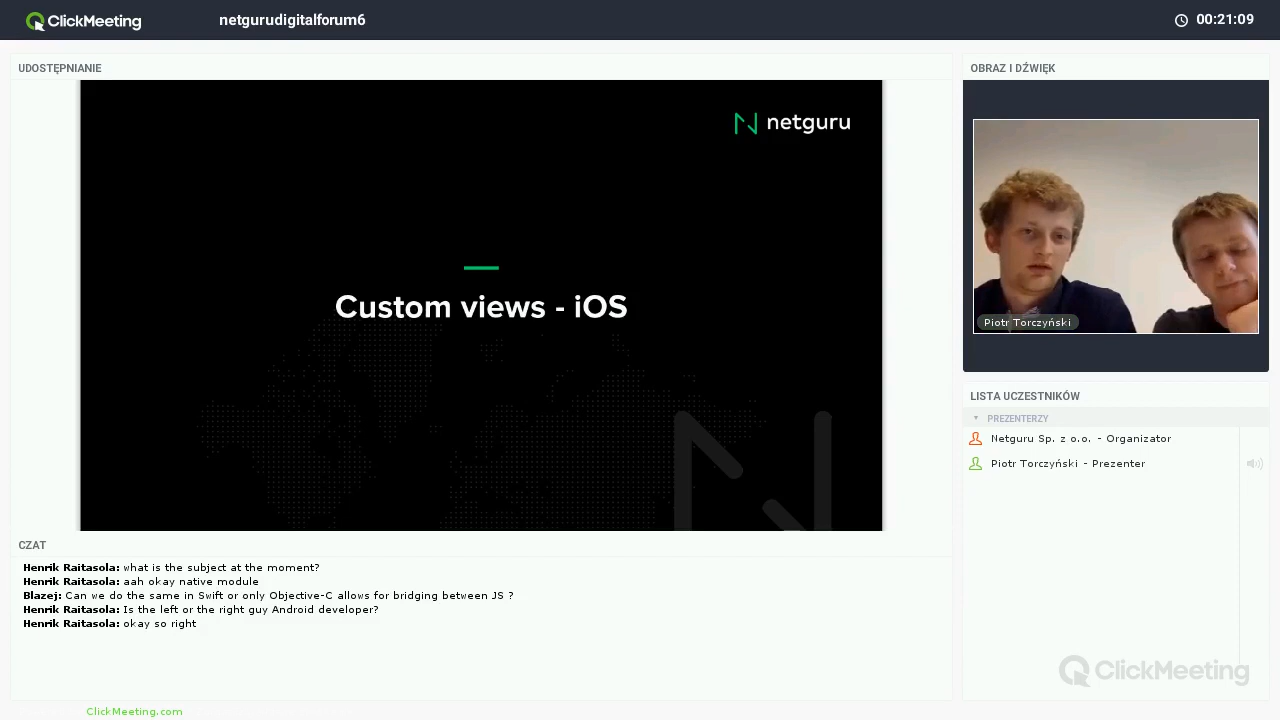 ClickMeeting
netgurudigitalforum6
00:21:09
UDOSTĘPNIANIE
netguru
Custom views - iOS
OBRAZ I DŹWIĘK
Piotr Torczyński
LISTA UCZESTNIKÓW
PREZENTERZY
Netguru Sp. z o.o. - Organizator
Piotr Torczyński - Prezenter
CZAT
Henrik Raitasola: what is the subject at the moment?
Henrik Raitasola: aah okay native module
Blazej: Can we do the same in Swift or only Objective-C allows for bridging between JS ?
Henrik Raitasola: Is the left or the right guy Android developer?
Henrik Raitasola: okay so right
ClickMeeting
ClickMeeting.com